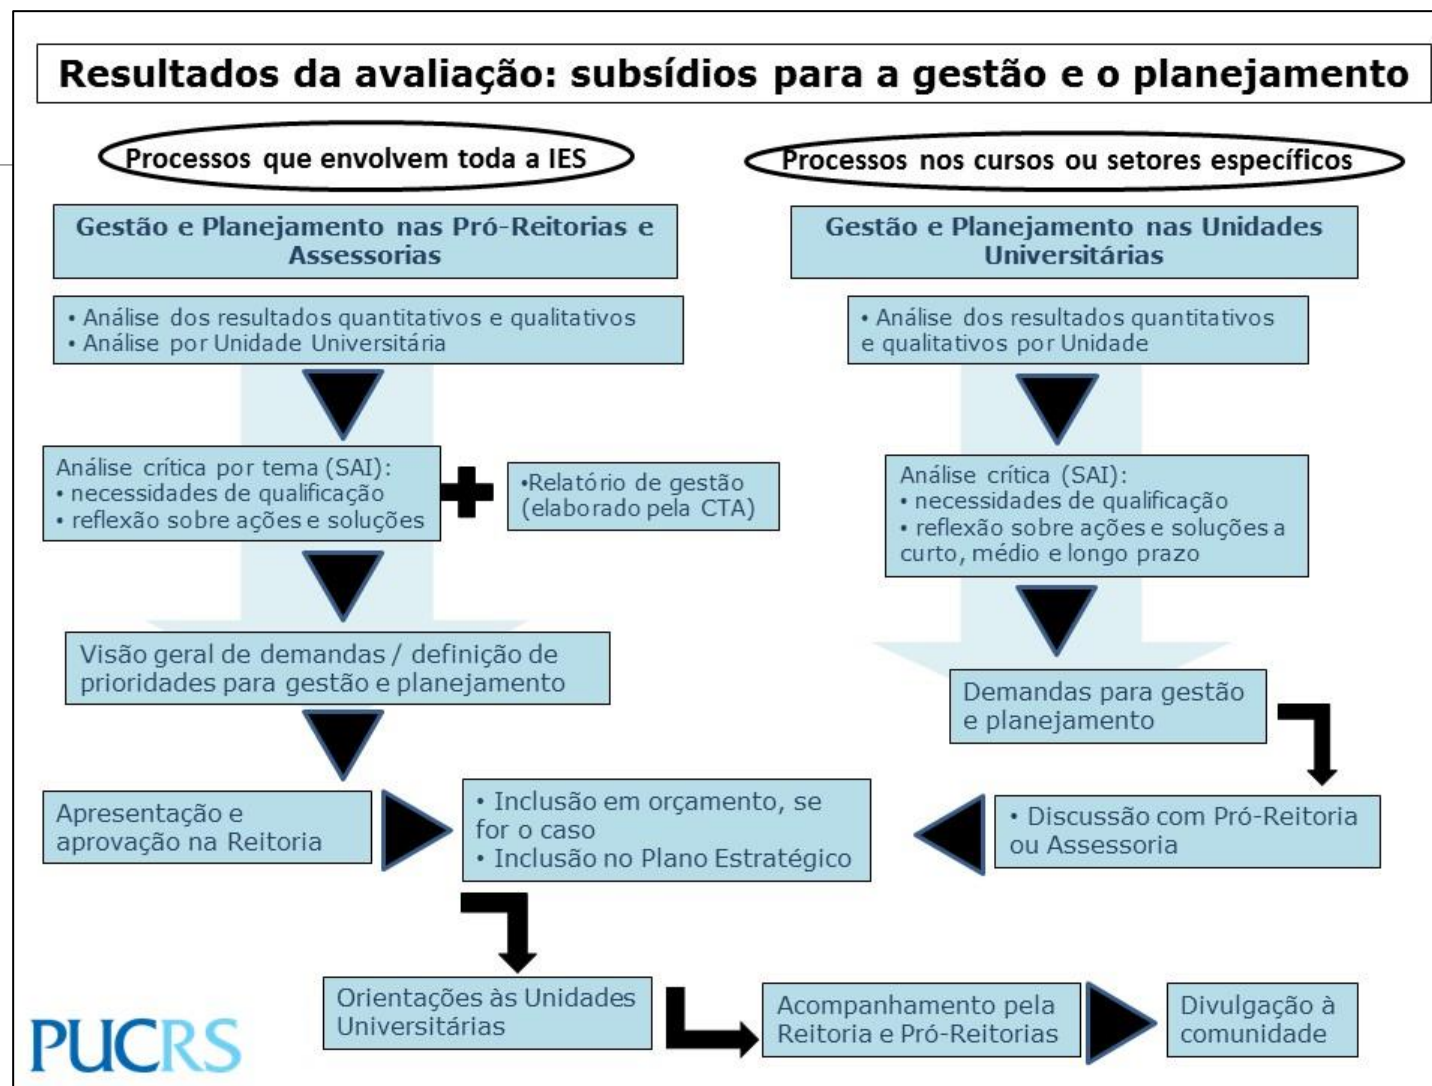 Resultados da avaliação: subsídios para a gestão e o planejamento
Processos que envolvem toda a IES
Gestão e Planejamento nas Pró-Reitorias e
Assessorias
• Análise dos resultados quantitativos e qualitativos
• Análise por Unidade Universitária
Análise crítica por tema (SAI):
• necessidades de qualificação
• reflexão sobre ações e soluções
•Relatório de gestão
(elaborado pela CTA)
Visão geral de demandas / definição de
prioridades para gestão e planejamento
Apresentação e
aprovação na Reitoria
Processos nos cursos ou setores específicos
Gestão e Planejamento nas Unidades
Universitárias
• Análise dos resultados quantitativos
e qualitativos por Unidade
Análise crítica (SAI):
• necessidades de qualificação
• reflexão sobre ações e soluções a
curto, médio e longo prazo
Demandas para gestão
e planejamento
• Discussão com Pró-Reitoria
ou Assessoria
• Inclusão em orçamento, se
for o caso
• Inclusão no Plano Estratégico
Orientações às Unidades
Universitárias
Acompanhamento pela
Reitoria e Pró-Reitorias
Divulgação à
comunidade
PUCRS